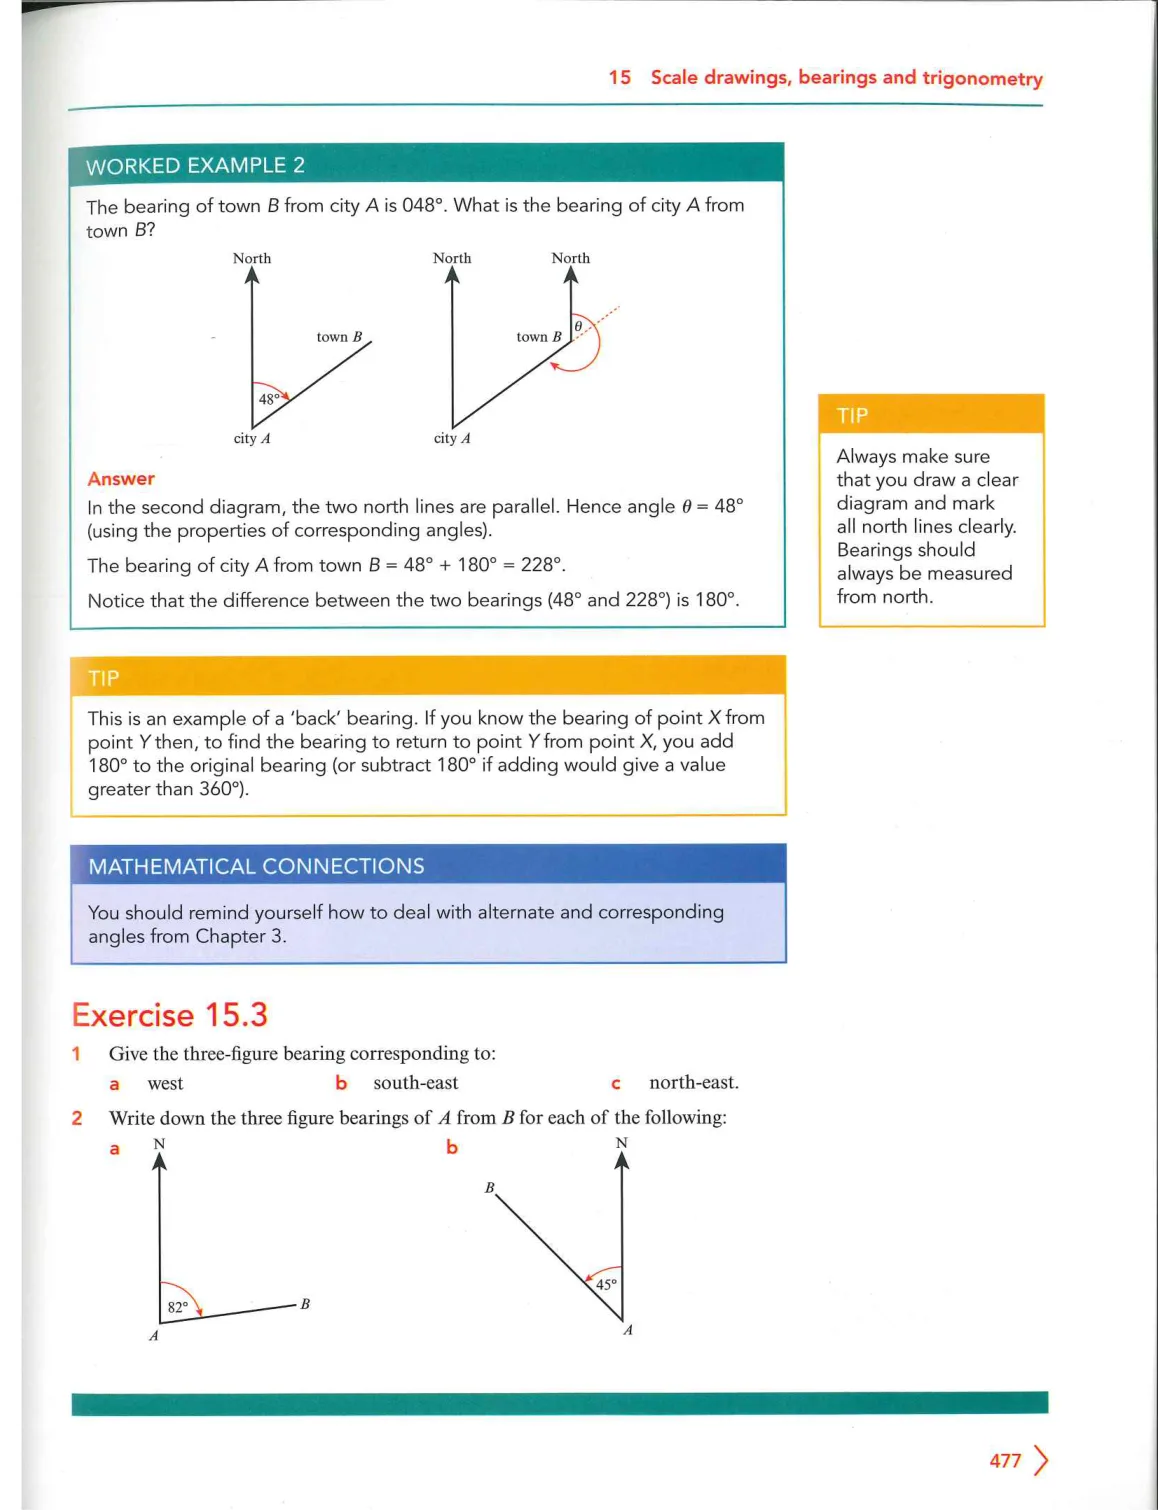 15 Scale drawings, bearings and trigonometry
WORKED EXAMPLE 2
The bearing of town B from city A is 048°. What is the bearing of city A from
town B?
North
town B
48°
city A
North
North
town B
θ
city A
Answer
In the second diagram, the two north lines are parallel. Hence angle θ = 48°
(using the properties of corresponding angles).
The bearing of city A from town B = 48° + 180° = 228°.
Notice that the difference between the two bearings (48° and 228°) is 180°.
TIP
Always make sure
that you draw a clear
diagram and mark
all north lines clearly.
Bearings should
always be measured
from north.
TIP
This is an example of a 'back' bearing. If you know the bearing of point X from
point Y then, to find the bearing to return to point Y from point X, you add
180° to the original bearing (or subtract 180° if adding would give a value
greater than 360°).
MATHEMATICAL CONNECTIONS
You should remind yourself how to deal with alternate and corresponding
angles from Chapter 3.
Exercise 15.3
1 Give the three-figure bearing corresponding to:
a west b south-east c north-east.
2 Write down the three figure bearings of A from B for each of the following:
a
N
82°
B
A
b
N
B
45°
A
477